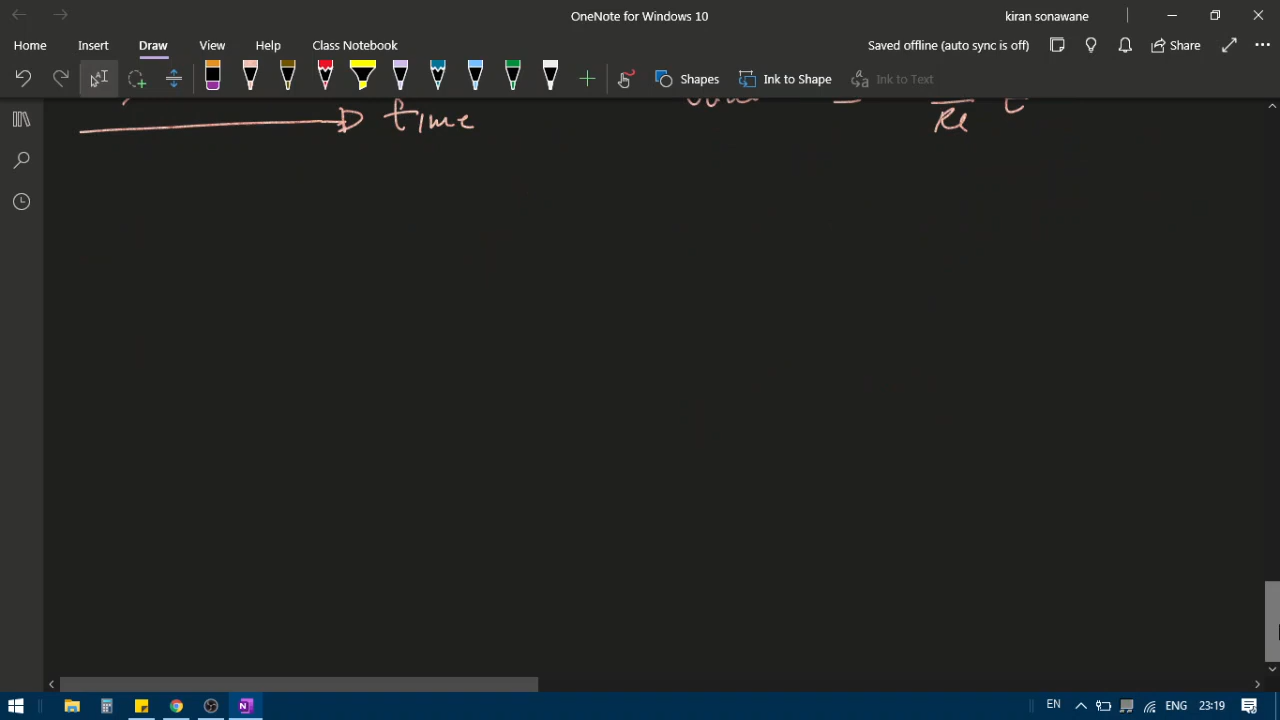 OneNote for Windows 10
kiran sonawane
Home Insert Draw View Help Class Notebook
Saved offline (auto sync is off) Share
Shapes Ink to Shape Ink to Text
time
Re
EN ENG 23:19